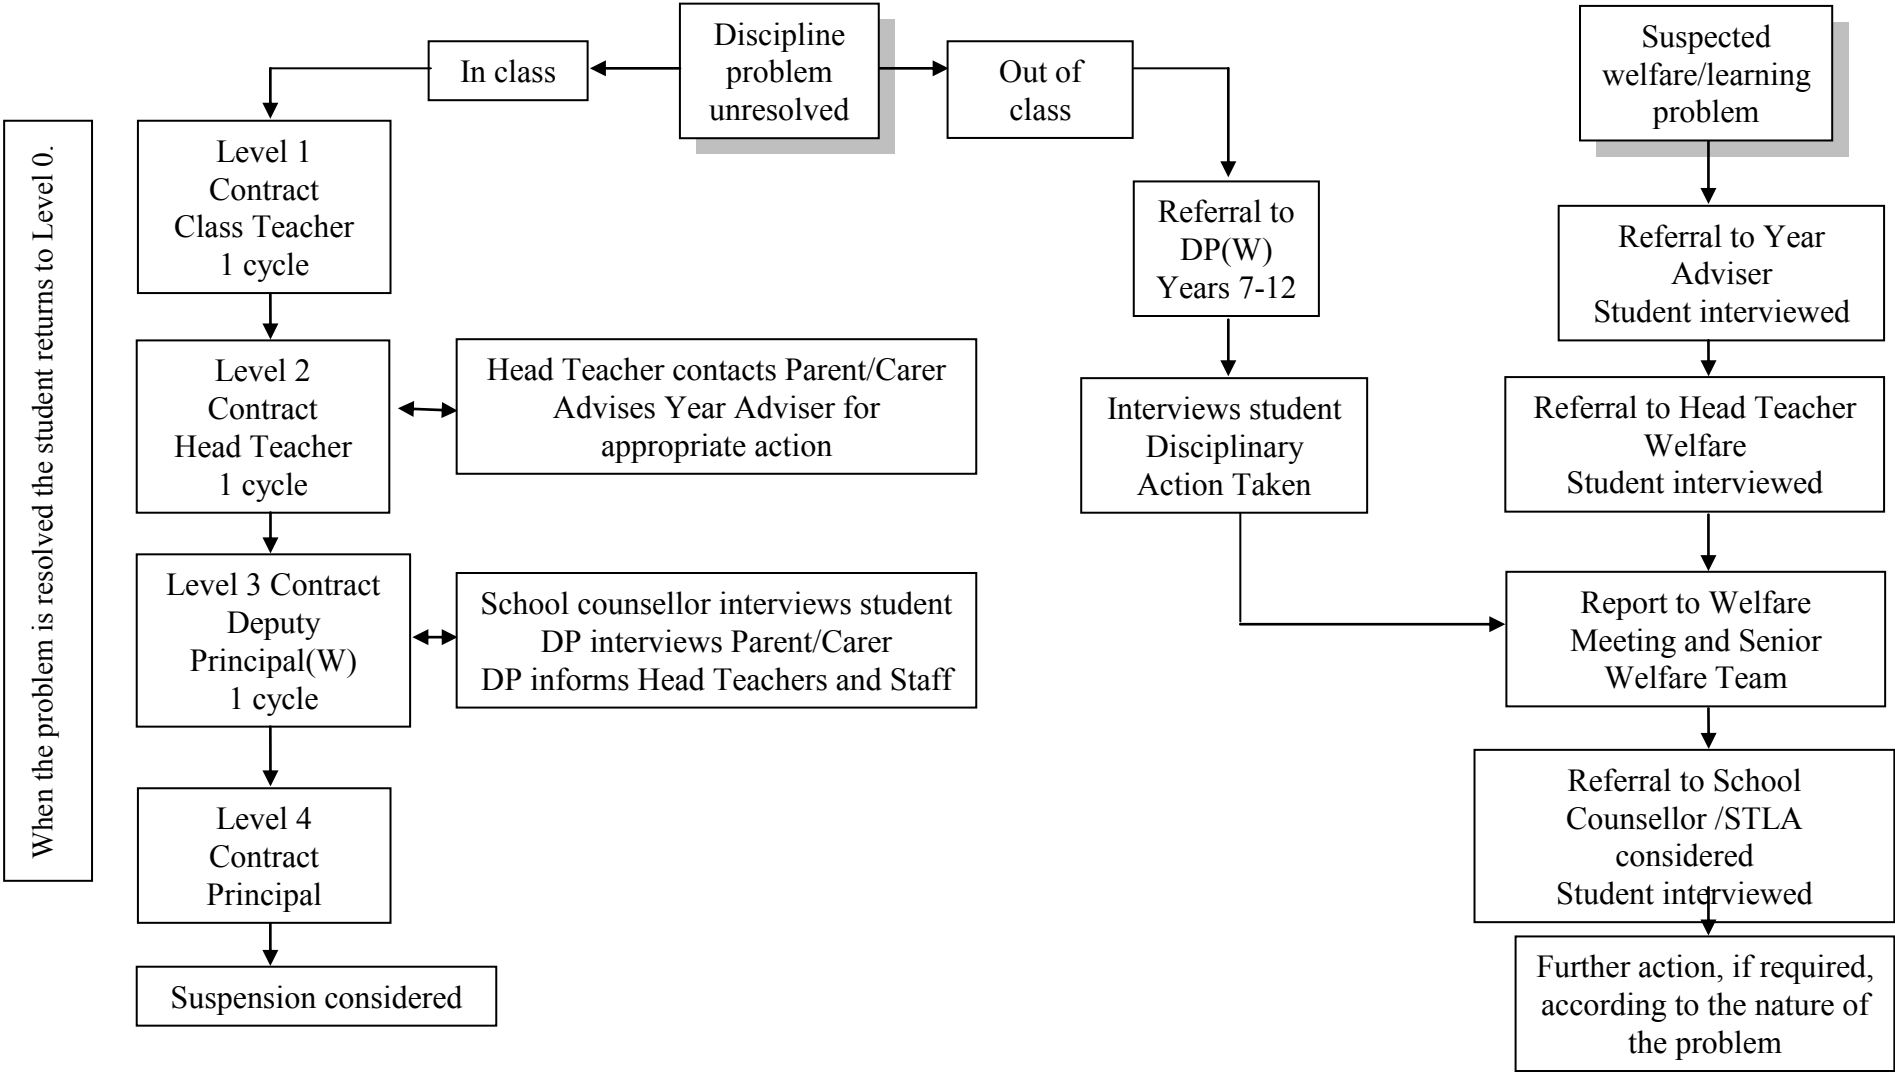 Discipline
problem
unresolved
In class
Out of
class
Suspected
welfare/learning
problem
When the problem is resolved the student returns to Level 0.
Level 1
Contract
Class Teacher
1 cycle
Level 2
Contract
Head Teacher
1 cycle
Head Teacher contacts Parent/Carer
Advises Year Adviser for
appropriate action
Level 3 Contract
Deputy
Principal(W)
1 cycle
School counsellor interviews student
DP interviews Parent/Carer
DP informs Head Teachers and Staff
Level 4
Contract
Principal
Suspension considered
Referral to
DP(W)
Years 7-12
Interviews student
Disciplinary
Action Taken
Referral to Year
Adviser
Student interviewed
Referral to Head Teacher
Welfare
Student interviewed
Report to Welfare
Meeting and Senior
Welfare Team
Referral to School
Counsellor /STLA
considered
Student interviewed
Further action, if required,
according to the nature of
the problem